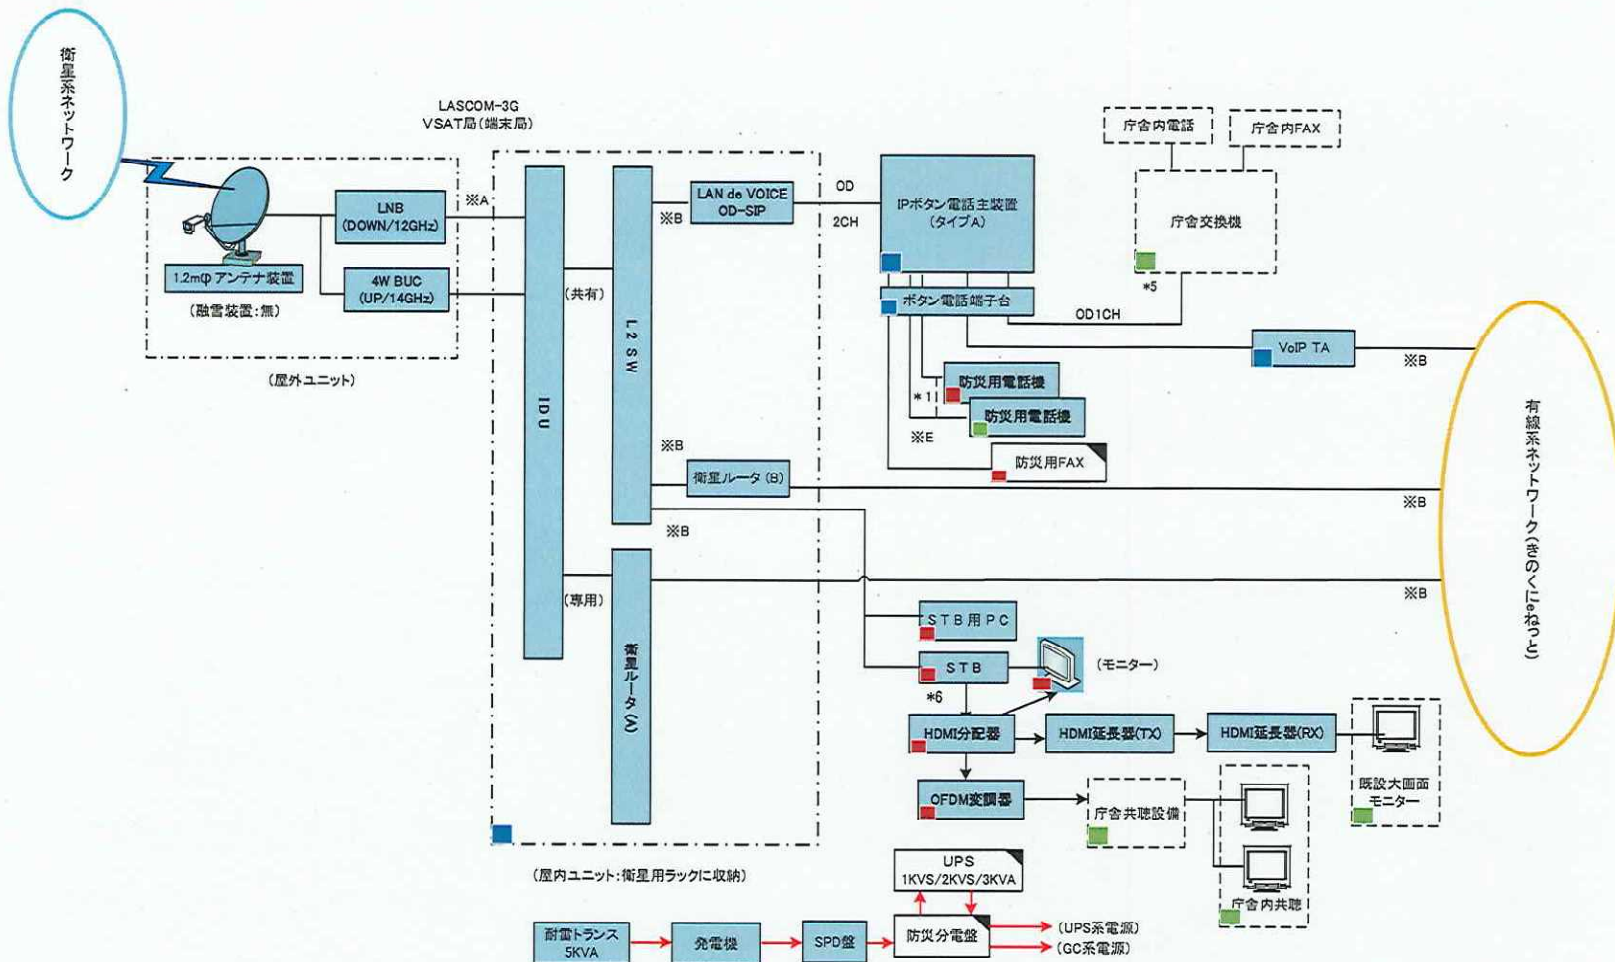 衛星系ネットワーク
LASCOM-3G
VSAT局(端末局)
LNB
(DOWN/12GHz)
※A
1.2mφ アンテナ装置
(融雪装置:無)
4W BUC
(UP/14GHz)
(屋外ユニット)
IDU
(共有)
(専用)
L2 SW
※B
LAN de VOICE
OD-SIP
OD
2CH
IPボタン電話主装置
(タイプA)
ボタン電話端子台
庁舎内電話
庁舎内FAX
庁舎交換機
*5
OD1CH
VoIP TA
※B
防災用電話機
*1
防災用電話機
※E
防災用FAX
※B
衛星ルータ(B)
※B
※B
衛星ルータ(A)
※B
有線系ネットワーク(きのくにeねっと)
STB用PC
STB
(モニター)
*6
HDMI分配器
HDMI延長器(TX)
HDMI延長器(RX)
既設大画面
モニター
OFDM変調器
庁舎共聴設備
庁舎内共聴
(屋内ユニット:衛星用ラックに収納)
UPS
1KVS/2KVS/3KVA
耐雷トランス
5KVA
発電機
SPD盤
防災分電盤
(UPS系電源)
(GC系電源)